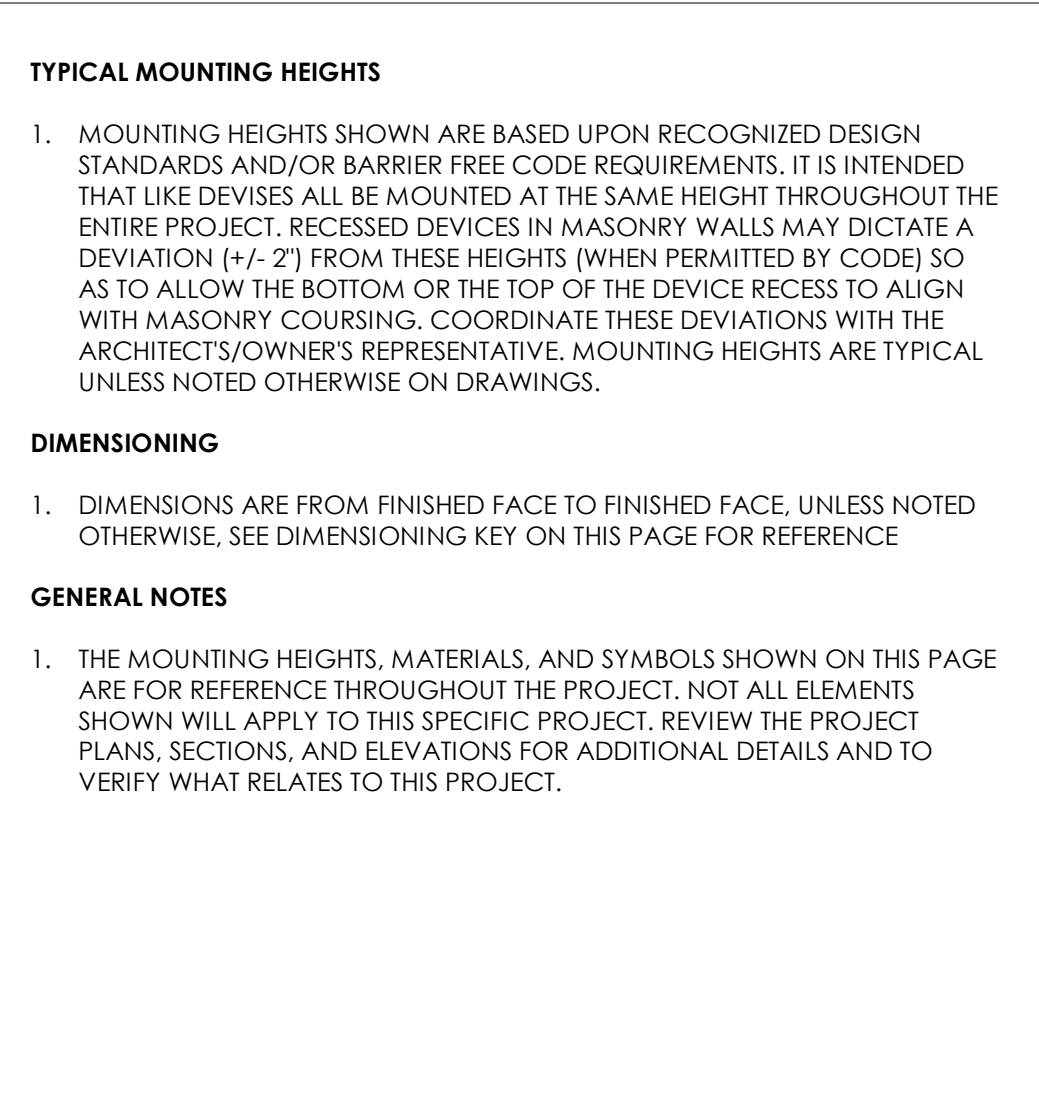 TYPICAL MOUNTING HEIGHTS
1. MOUNTING HEIGHTS SHOWN ARE BASED UPON RECOGNIZED DESIGN
STANDARDS AND/OR BARRIER FREE CODE REQUIREMENTS. IT IS INTENDED
THAT LIKE DEVISES ALL BE MOUNTED AT THE SAME HEIGHT THROUGHOUT THE
ENTIRE PROJECT. RECESSED DEVICES IN MASONRY WALLS MAY DICTATE A
DEVIATION (+/- 2") FROM THESE HEIGHTS (WHEN PERMITTED BY CODE) SO
AS TO ALLOW THE BOTTOM OR THE TOP OF THE DEVICE RECESS TO ALIGN
WITH MASONRY COURSING. COORDINATE THESE DEVIATIONS WITH THE
ARCHITECT'S/OWNER'S REPRESENTATIVE. MOUNTING HEIGHTS ARE TYPICAL
UNLESS NOTED OTHERWISE ON DRAWINGS.
DIMENSIONING
1. DIMENSIONS ARE FROM FINISHED FACE TO FINISHED FACE, UNLESS NOTED
OTHERWISE, SEE DIMENSIONING KEY ON THIS PAGE FOR REFERENCE
GENERAL NOTES
1. THE MOUNTING HEIGHTS, MATERIALS, AND SYMBOLS SHOWN ON THIS PAGE
ARE FOR REFERENCE THROUGHOUT THE PROJECT. NOT ALL ELEMENTS
SHOWN WILL APPLY TO THIS SPECIFIC PROJECT. REVIEW THE PROJECT
PLANS, SECTIONS, AND ELEVATIONS FOR ADDITIONAL DETAILS AND TO
VERIFY WHAT RELATES TO THIS PROJECT.